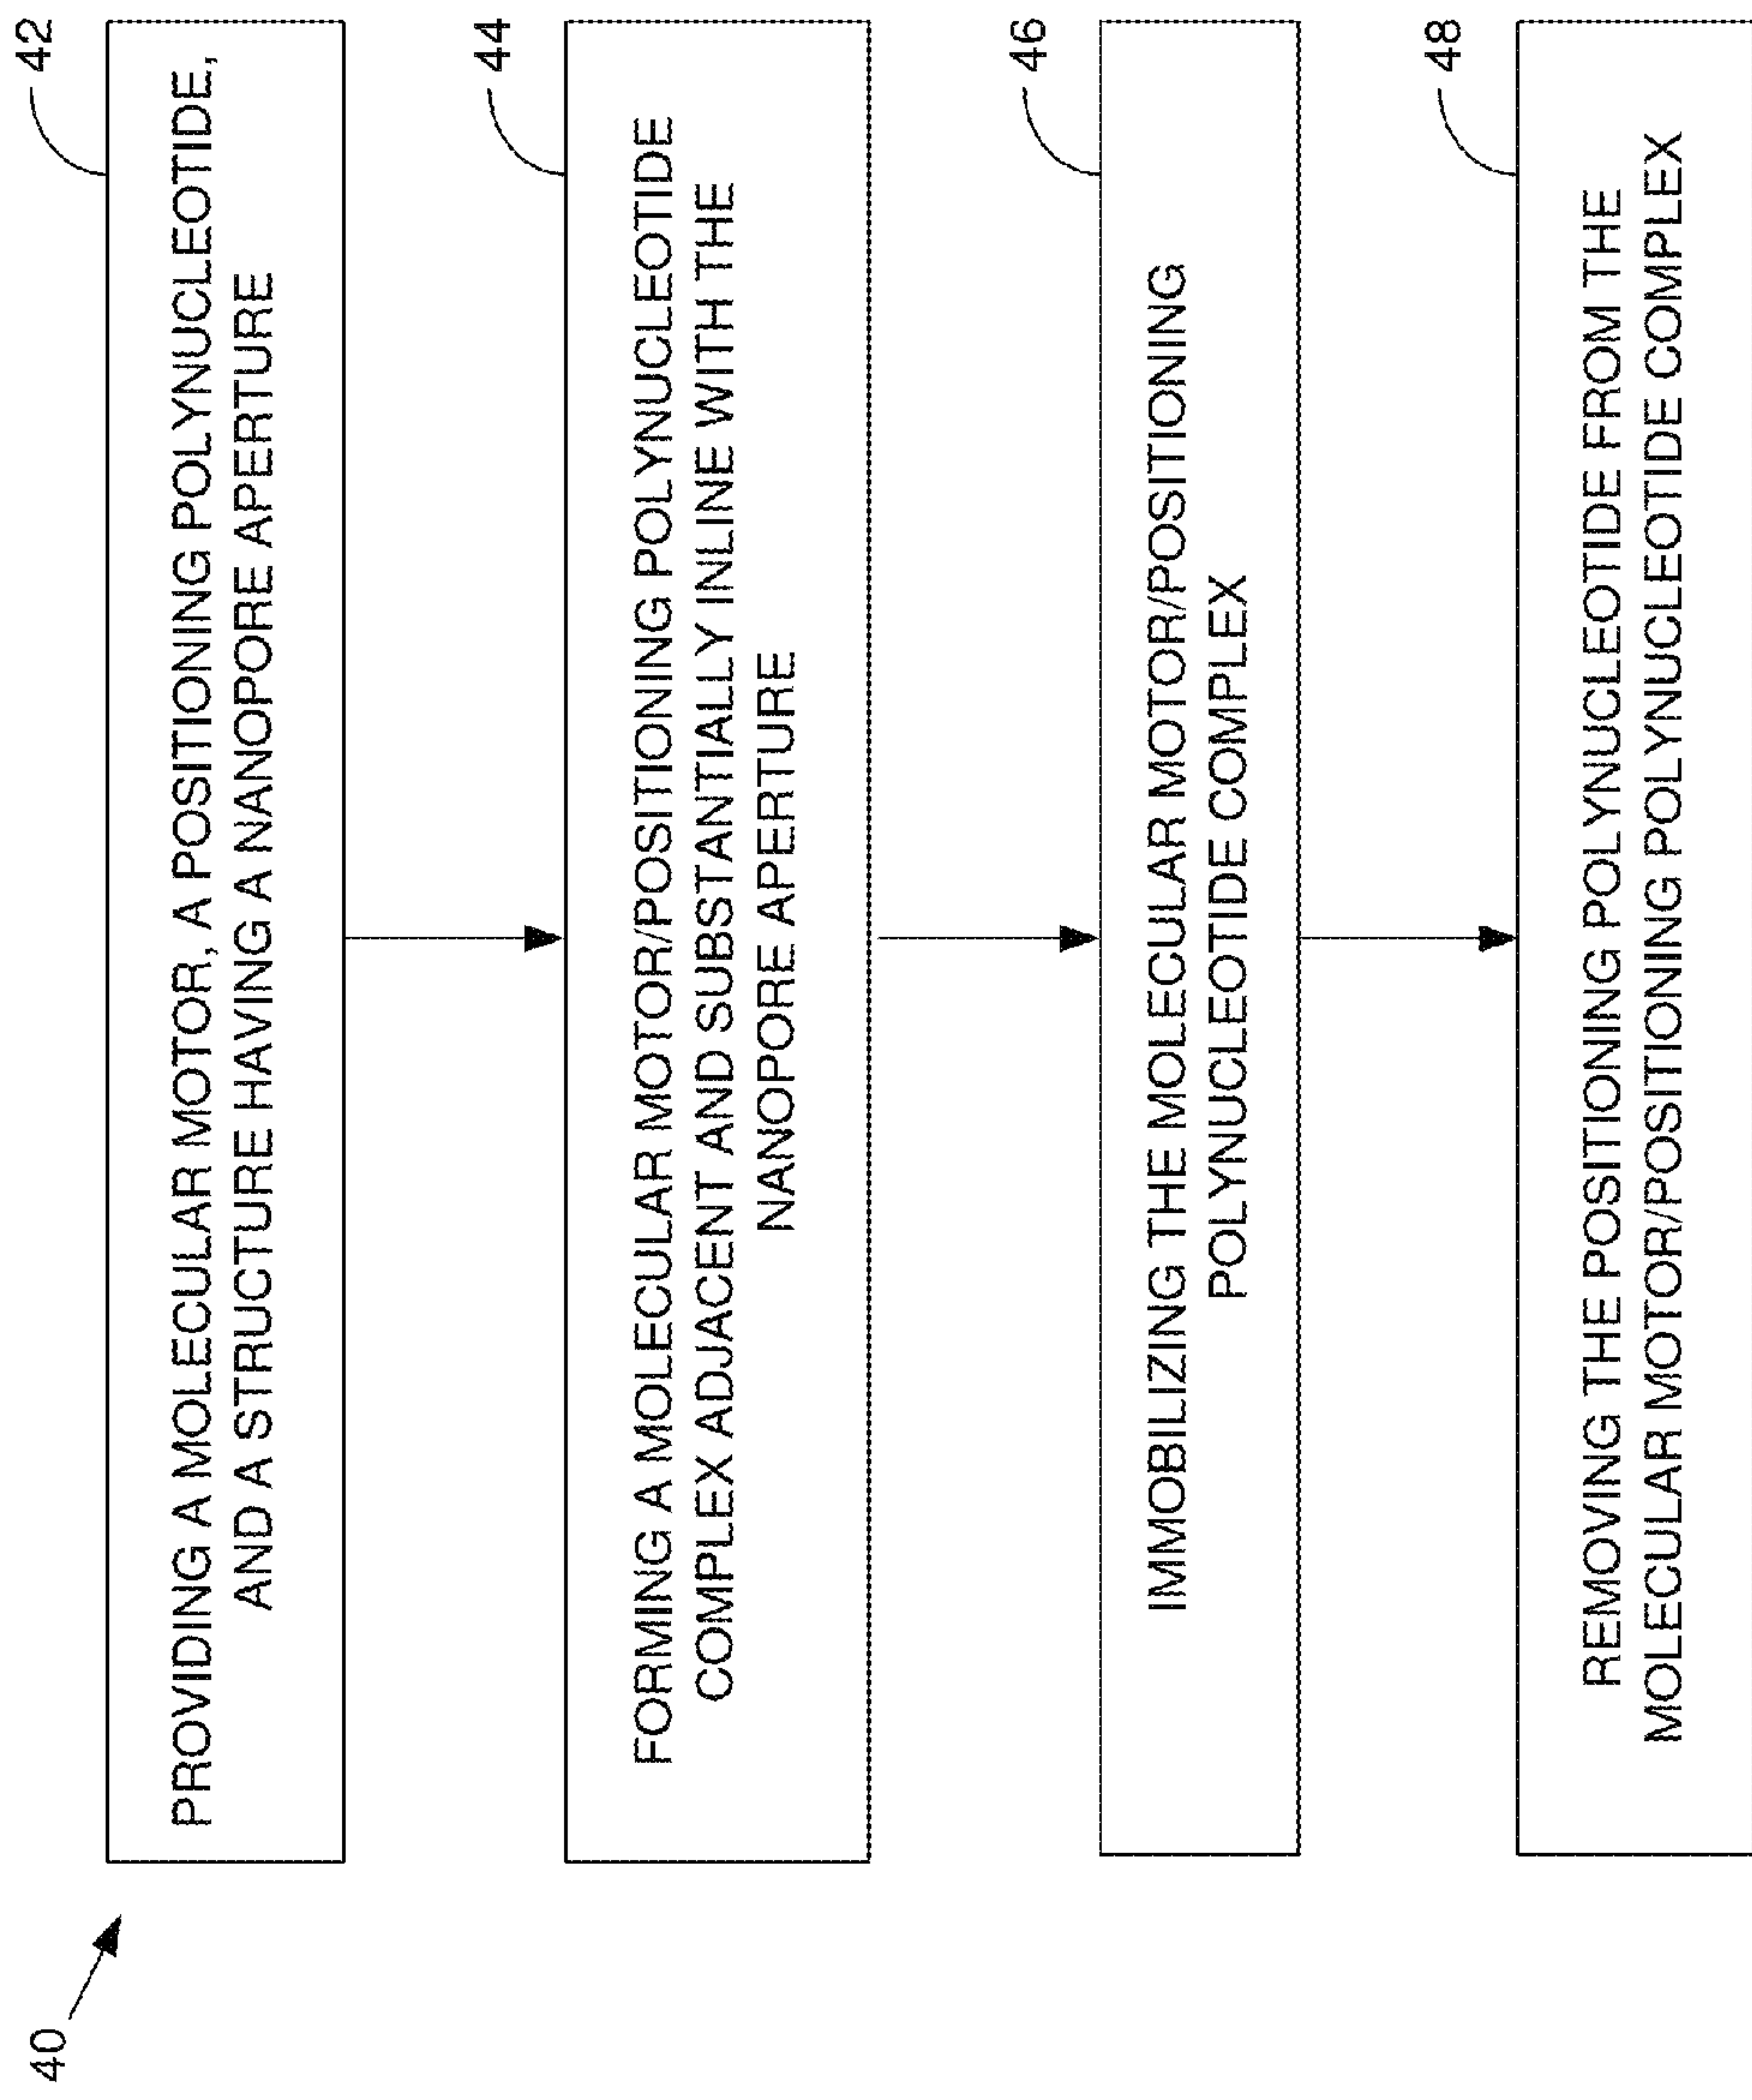 40
42
PROVIDING A MOLECULAR MOTOR, A POSITIONING POLYNUCLEOTIDE,
AND A STRUCTURE HAVING A NANOPORE APERTURE
44
FORMING A MOLECULAR MOTOR/POSITIONING POLYNUCLEOTIDE
COMPLEX ADJACENT AND SUBSTANTIALLY INLINE WITH THE
NANOPORE APERTURE
46
IMMOBILIZING THE MOLECULAR MOTOR/POSITIONING
POLYNUCLEOTIDE COMPLEX
48
REMOVING THE POSITIONING POLYNUCLEOTIDE FROM THE
MOLECULAR MOTOR/POSITIONING POLYNUCLEOTIDE COMPLEX